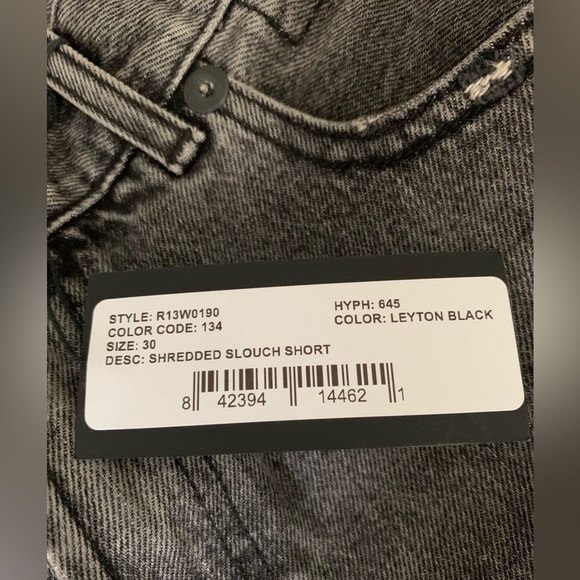 STYLE: R13W0190 HYPH: 645
COLOR CODE: 134 COLOR: LEYTON BLACK
SIZE: 30
DESC: SHREDDED SLOUCH SHORT
8 42394 14462 1